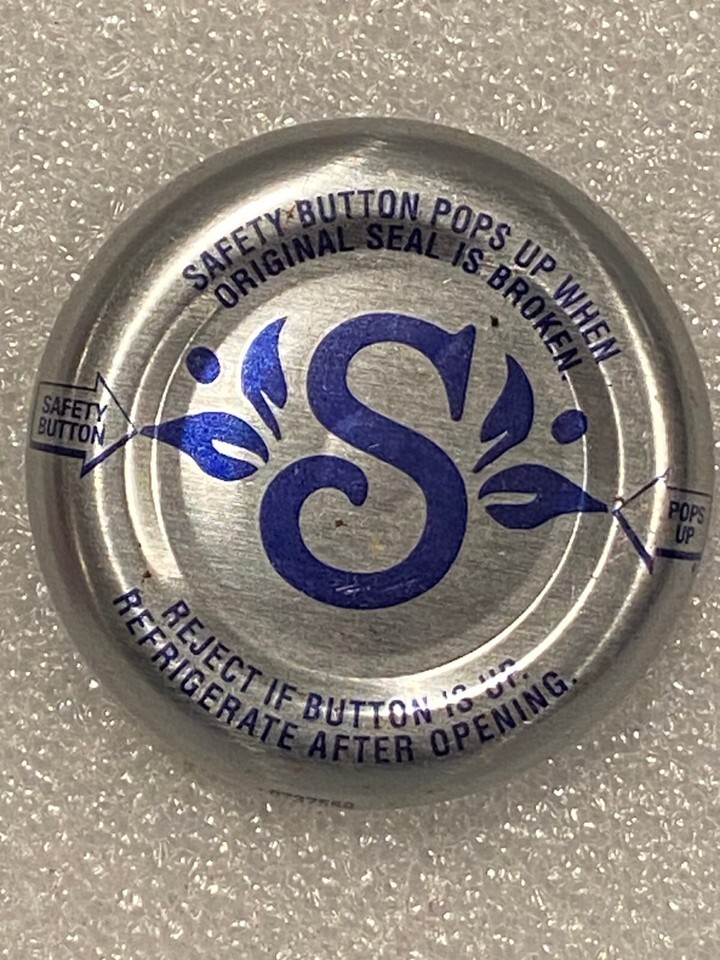 SAFETY BUTTON POPS UP WHEN
ORIGINAL SEAL IS BROKEN.
SAFETY
BUTTON
S
POPS
UP
REJECT IF BUTTON IS UP.
REFRIGERATE AFTER OPENING.